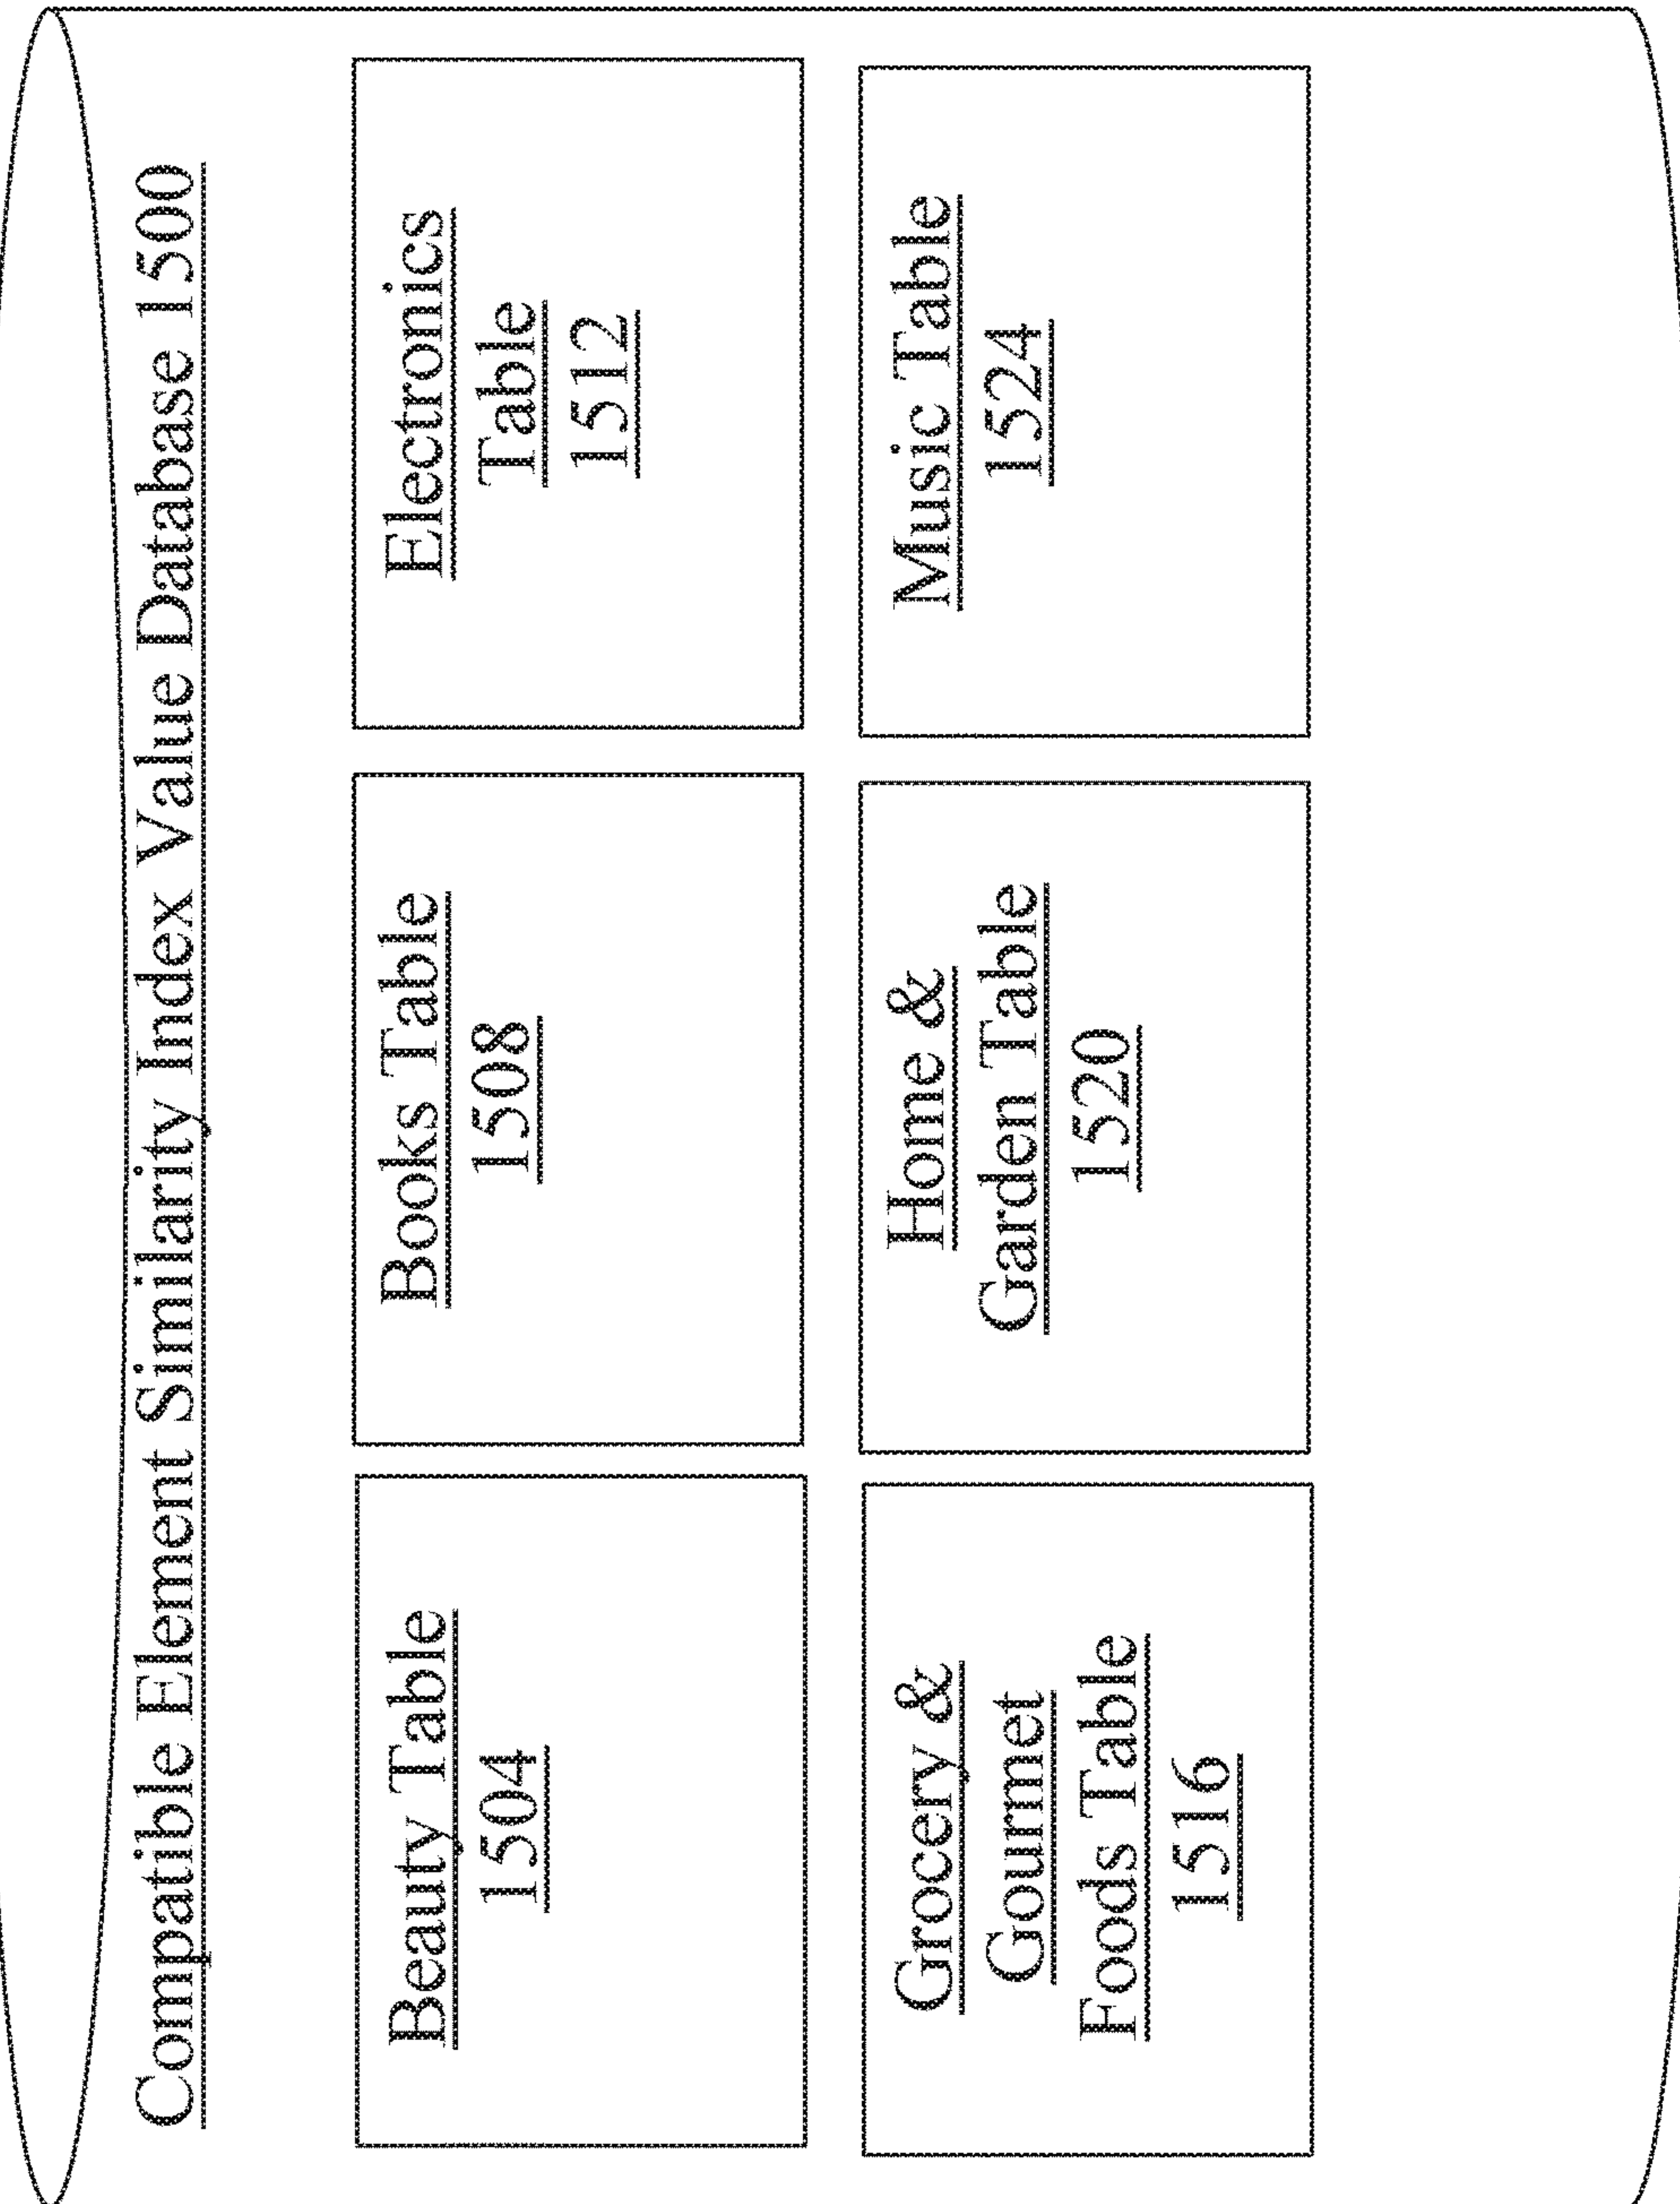 Compatible Element Similarity Index Value Database 1500
Beauty Table
1504
Books Table
1508
Electronics
Table
1512
Grocery &
Gourmet
Foods Table
1516
Home &
Garden Table
1520
Music Table
1524